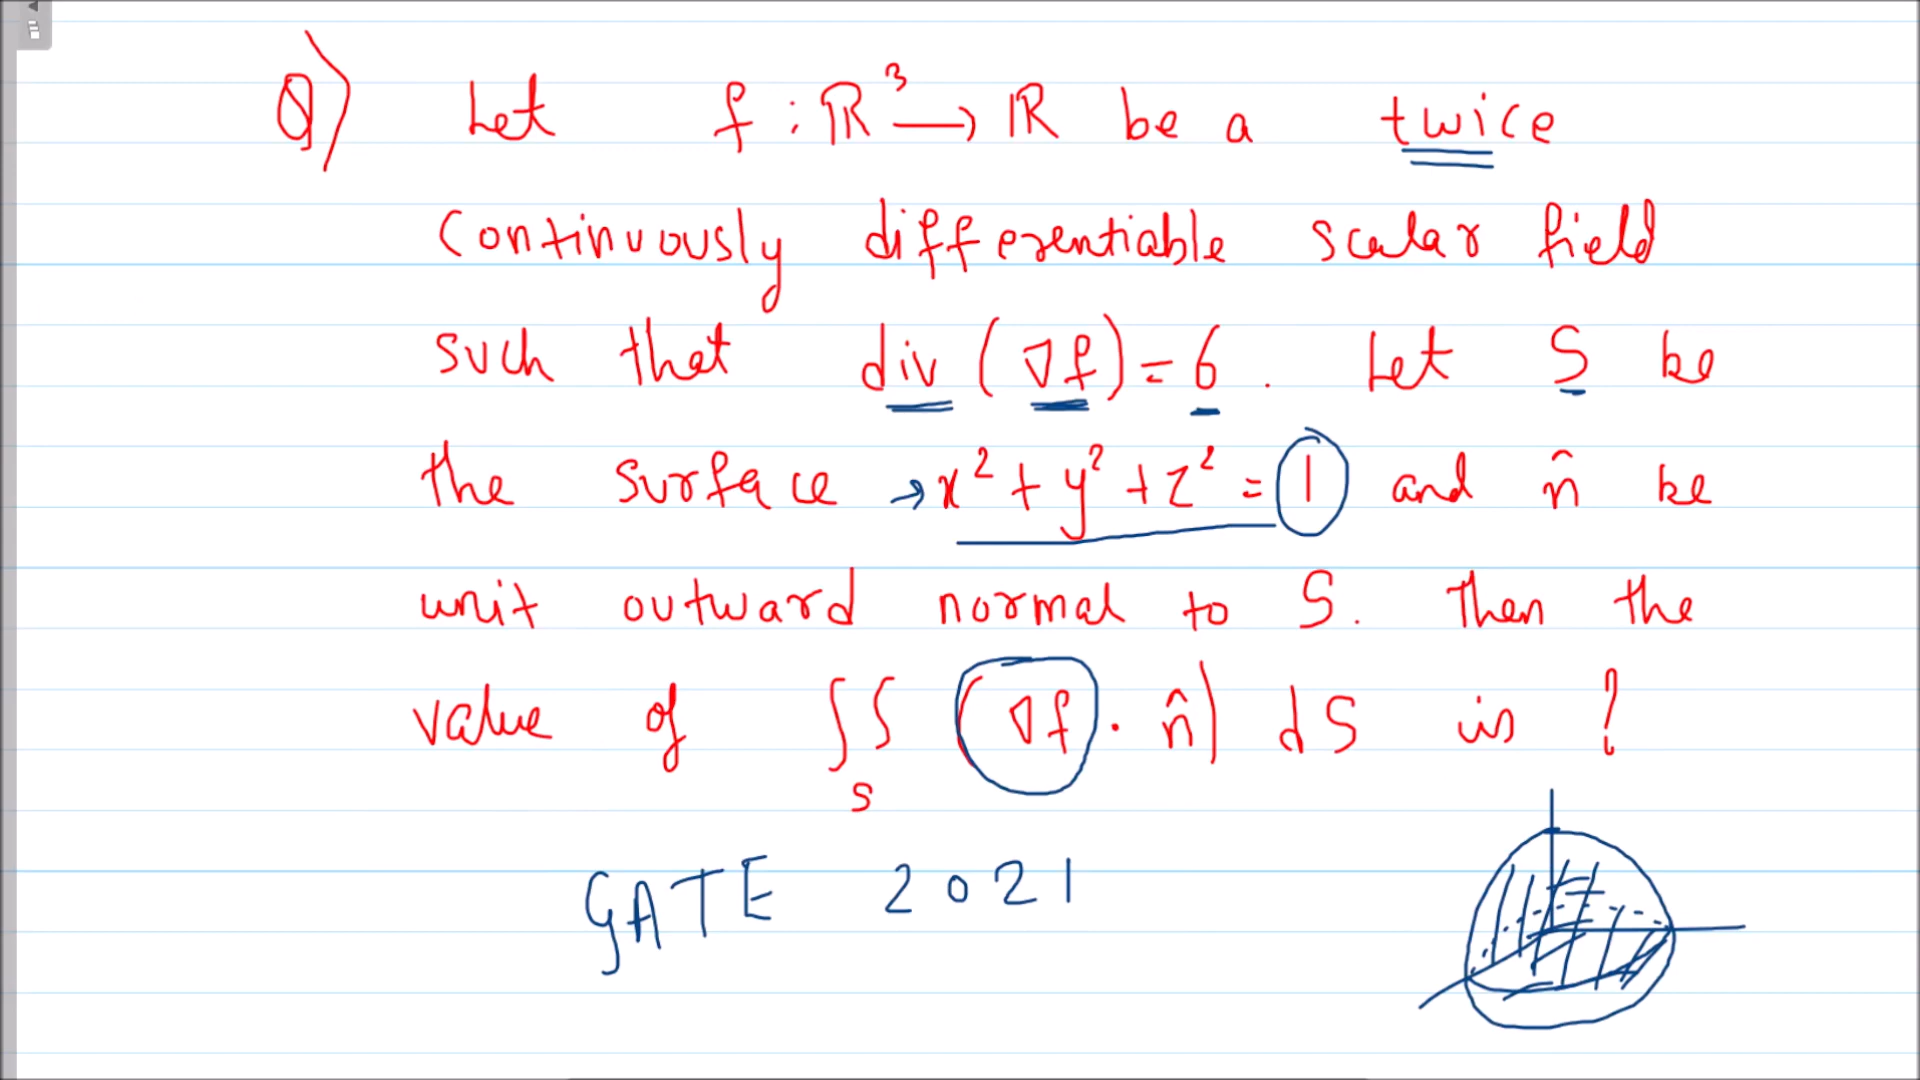 Q) Let f : ℝ³ → ℝ be a twice
continuously differentiable scalar field
such that div (∇f) = 6 . Let S be
the surface → x² + y² + z² = 1 and n̂ be
unit outward normal to S. Then the
value of ∫∫_S (∇f · n̂) dS is ?
GATE 2021